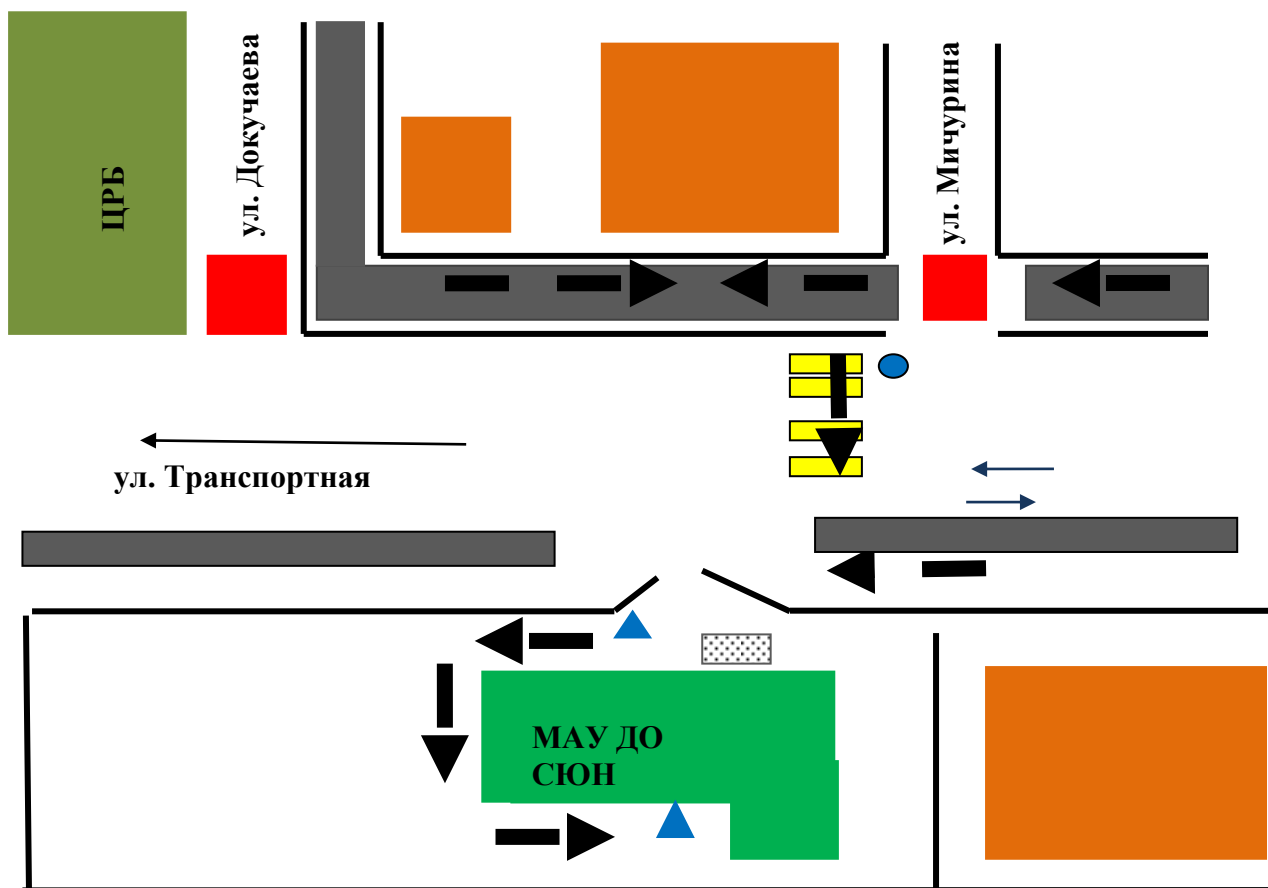 ЦРБ
ул. Докучаева
ул. Мичурина
ул. Транспортная
МАУ ДО
СЮН